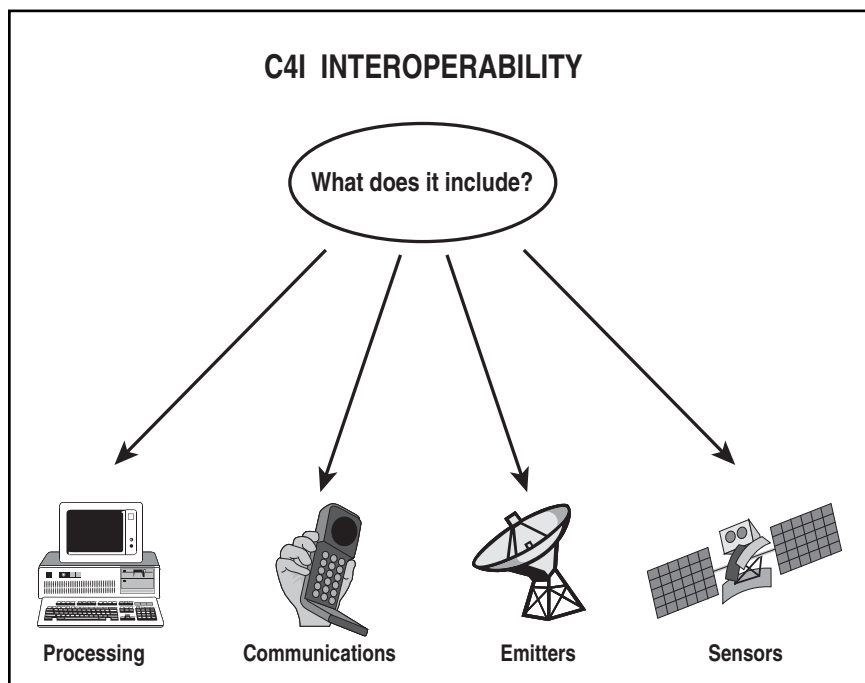 C4I INTEROPERABILITY
What does it include?
Processing
Communications
Emitters
Sensors